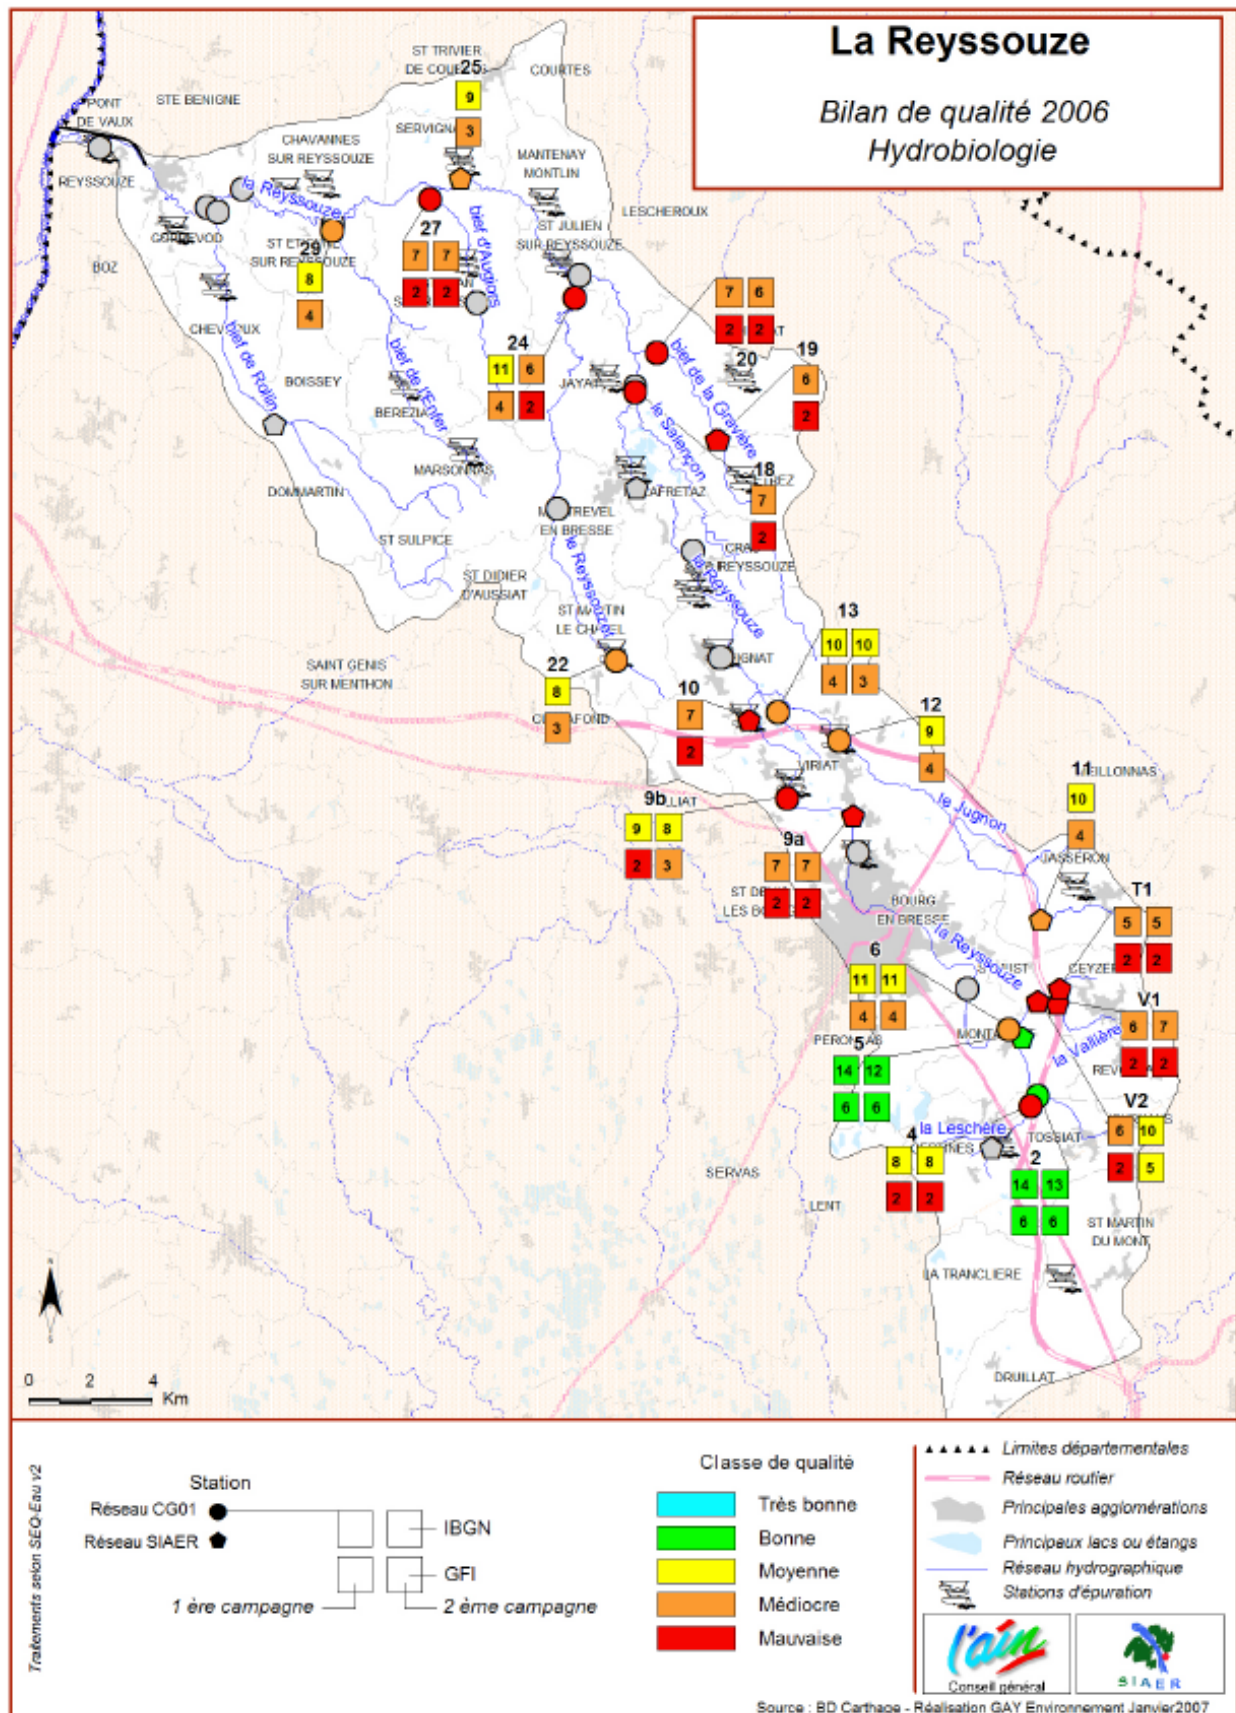 La Reyssouze
Bilan de qualité 2006
Hydrobiologie
ST TRIVIER
COURTES
25
9
3
STE BENIGNE
PONT
DE VAUX
REYSSOUZE
CHAVANNES
SUR REYSSOUZE
MANTENAY
MONTLIN
LESCHEROUX
ST JULIEN
SUR REYSSOUZE
la Reyssouze
bief d'Augiors
BOZ
SUR REYSSOUZE
29
8
4
27
7 7
2 2
7 6
2 2
20
19
6
2
24
11 6
4 2
bief de Rollin
bief de l'Enfer
BOISSEY
JAYAT
bief de la Gravière
le Salençon
MARSONNAS
18
7
2
DOMMARTIN
EN BRESSE
ST SULPICE
ST DIDIER
D'AUSSIAT
la Reyssouze
REYSSOUZE
ST MARTIN
SAINT GENIS
SUR MENTHON
22
8
3
13
10 10
4 3
10
7
2
12
9
4
VIRIAT
11
10
4
le Jugnon
JASSERON
9b
9 8
2 3
9a
7 7
2 2
BOURG
EN BRESSE
la Reyssouze
T1
5 5
2 2
6
11 11
4 4
V1
6 7
2 2
la Vallière
PERONNAS
5
14 12
6 6
V2
6 10
2 5
la Leschère
TOSSIAT
4
8 8
2 2
2
14 13
6 6
SERVAS
LENT
ST MARTIN
DU MONT
LA TRANCLIERE
DRUILLAT
0 2 4
Km
Traitements selon SEQ-Eau v2
Station
Réseau CG01
Réseau SIAER
IBGN
GFI
1 ère campagne
2 ème campagne
Classe de qualité
Très bonne
Bonne
Moyenne
Médiocre
Mauvaise
Limites départementales
Réseau routier
Principales agglomérations
Principaux lacs ou étangs
Réseau hydrographique
Stations d'épuration
l'ain
Conseil général
SIAER
Source : BD Carthage - Réalisation GAY Environnement Janvier2007